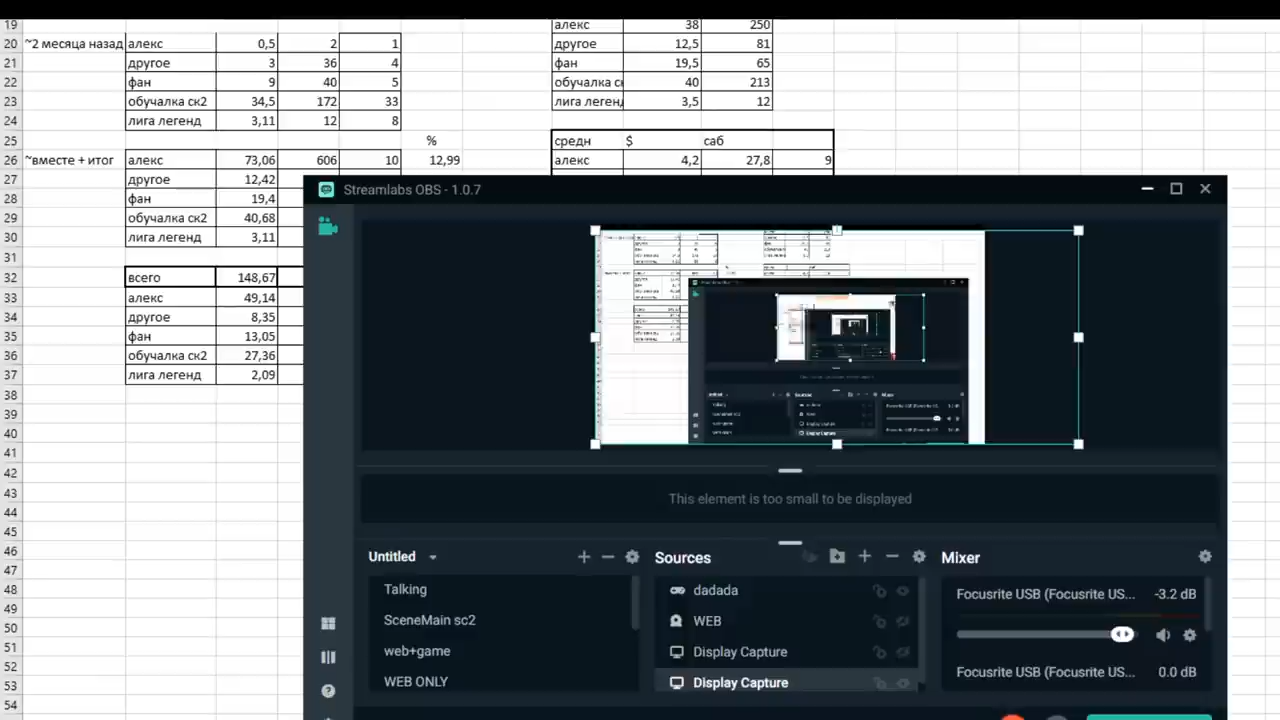 19 алекс 38 250
20 ~2 месяца назад алекс 0,5 2 1 другое 12,5 81
21 другое 3 36 4 фан 19,5 65
22 фан 9 40 5 обучалка ск 40 213
23 обучалка ск2 34,5 172 33 лига легенд 3,5 12
24 лига легенд 3,11 12 8
25 % средн $ саб
26 ~вместе + итог алекс 73,06 606 10 12,99 алекс 4,2 27,8 9
27 другое 12,42
28 фан 19,4
29 обучалка ск2 40,68
30 лига легенд 3,11
31
32 всего 148,67
33 алекс 49,14
34 другое 8,35
35 фан 13,05
36 обучалка ск2 27,36
37 лига легенд 2,09
38
39
40
41
42
43
44
45
46
47
48
49
50
51
52
53
54
Streamlabs OBS - 1.0.7
This element is too small to be displayed
Untitled
Talking
SceneMain sc2
web+game
WEB ONLY
Sources
dadada
WEB
Display Capture
Display Capture
Mixer
Focusrite USB (Focusrite US... -3.2 dB
Focusrite USB (Focusrite US... 0.0 dB